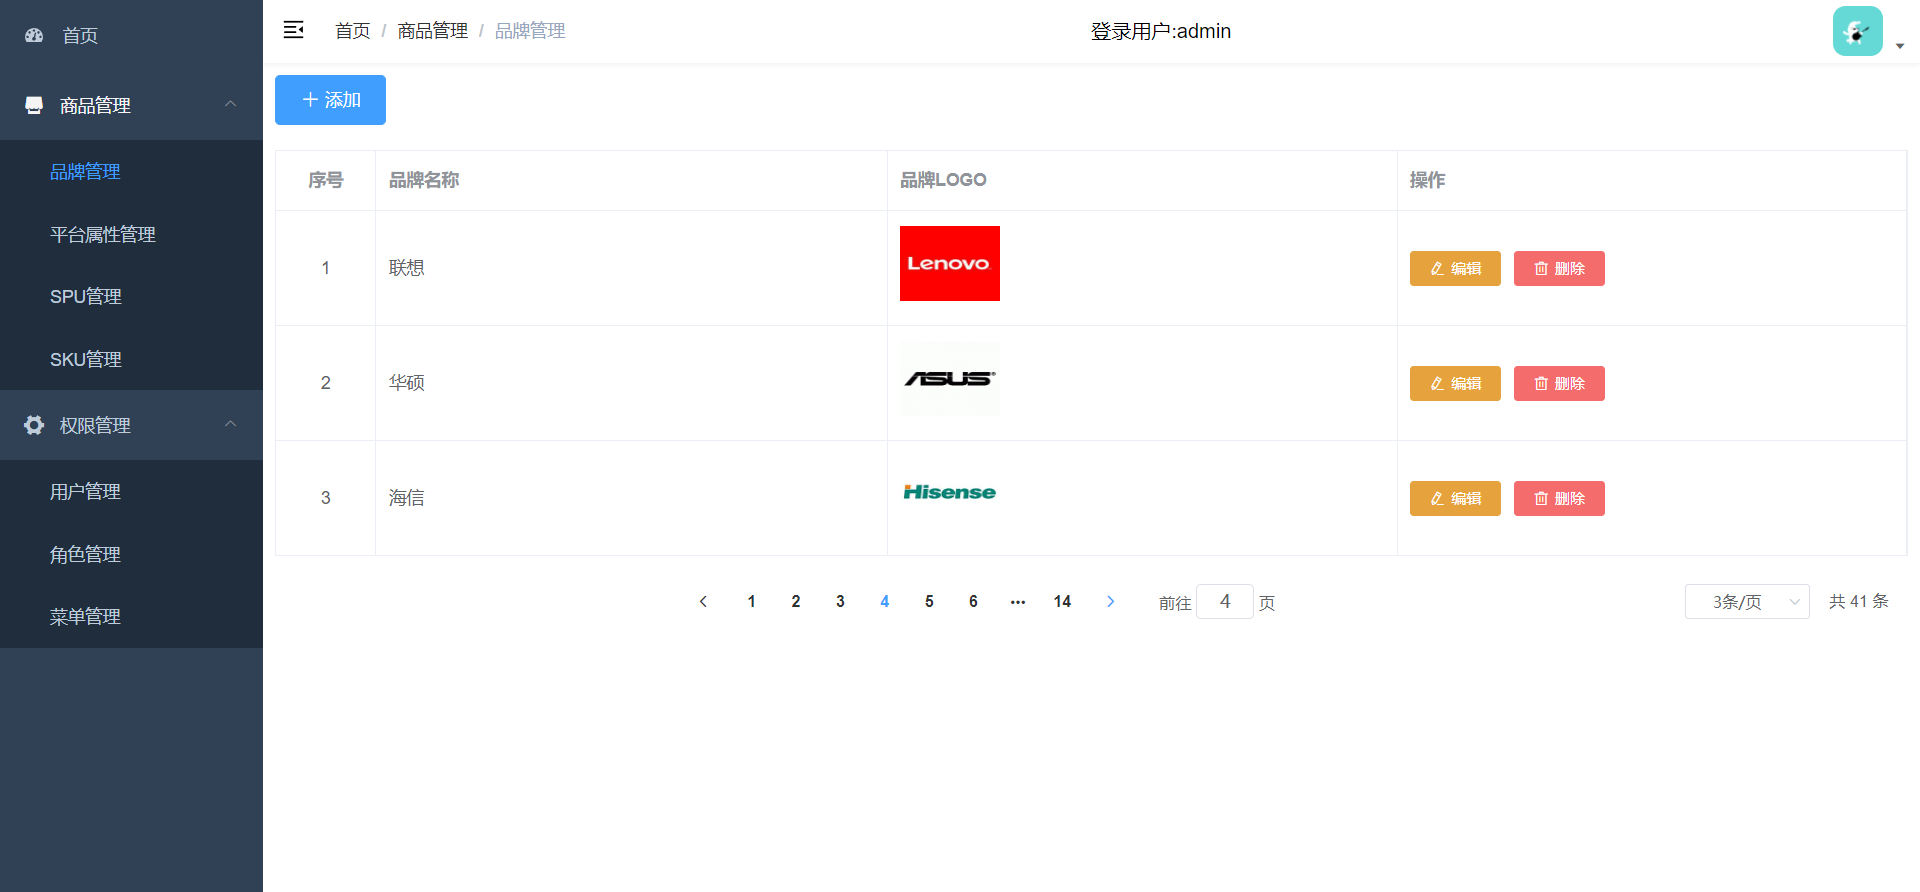 首页
商品管理
品牌管理
平台属性管理
SPU管理
SKU管理
权限管理
用户管理
角色管理
菜单管理
首页 / 商品管理 / 品牌管理
登录用户:admin
添加
序号 品牌名称 品牌LOGO 操作
1 联想 Lenovo 编辑 删除
2 华硕 ASUS 编辑 删除
3 海信 Hisense 编辑 删除
1 2 3 4 5 6 ··· 14 前往 4 页 3条/页 共 41 条